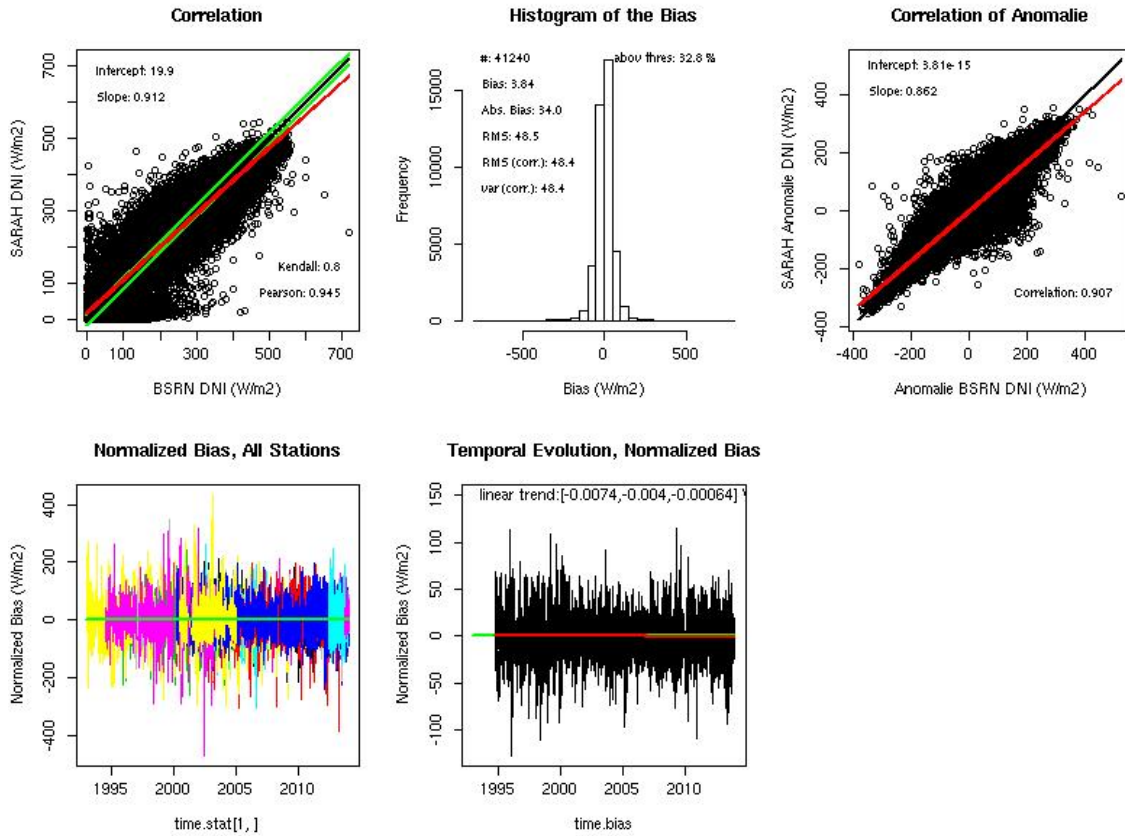 Correlation
Intercept: 19.9
Slope: 0.912
Kendall: 0.8
Pearson: 0.945
SARAH DNI (W/m2)
0 100 300 500 700
0 100 300 500 700
BSRN DNI (W/m2)
Histogram of the Bias
#: 41240
abov thres: 32.8 %
Bias: 3.84
Abs. Bias: 34.0
RMS: 48.5
RMS (corr.): 48.4
var (corr.): 48.4
Frequency
0 5000 10000 15000
-500 0 500
Bias (W/m2)
Correlation of Anomalie
Intercept: 3.81e-15
Slope: 0.862
Correlation: 0.907
SARAH Anomalie DNI (W/m2)
-400 -200 0 200 400
-400 -200 0 200 400
Anomalie BSRN DNI (W/m2)
Normalized Bias, All Stations
Normalized Bias (W/m2)
-400 -200 0 200 400
1995 2000 2005 2010
time.stat[1, ]
Temporal Evolution, Normalized Bias
linear trend:[-0.0074,-0.004,-0.00064]
Normalized Bias (W/m2)
-100 -50 0 50 100 150
1995 2000 2005 2010
time.bias